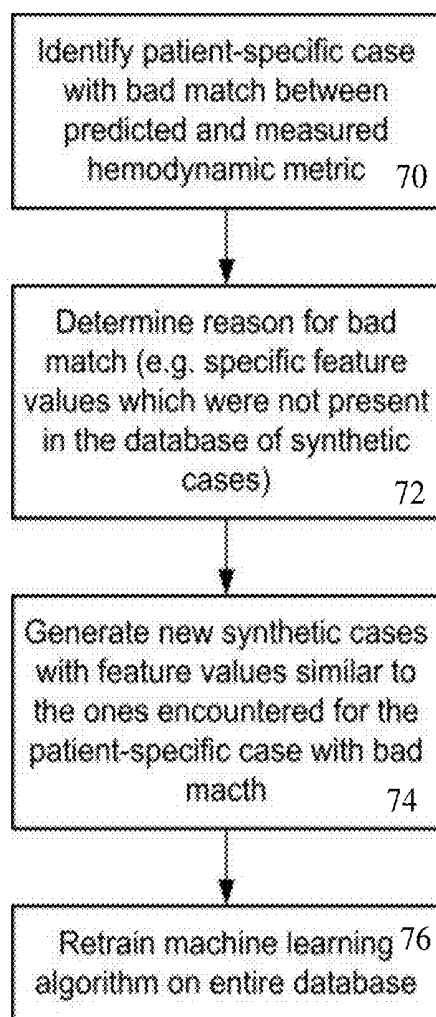 Identify patient-specific case
with bad match between
predicted and measured
hemodynamic metric 70
Determine reason for bad
match (e.g. specific feature
values which were not present
in the database of synthetic
cases)
72
Generate new synthetic cases
with feature values similar to
the ones encountered for the
patient-specific case with bad
macth
74
Retrain machine learning 76
algorithm on entire database